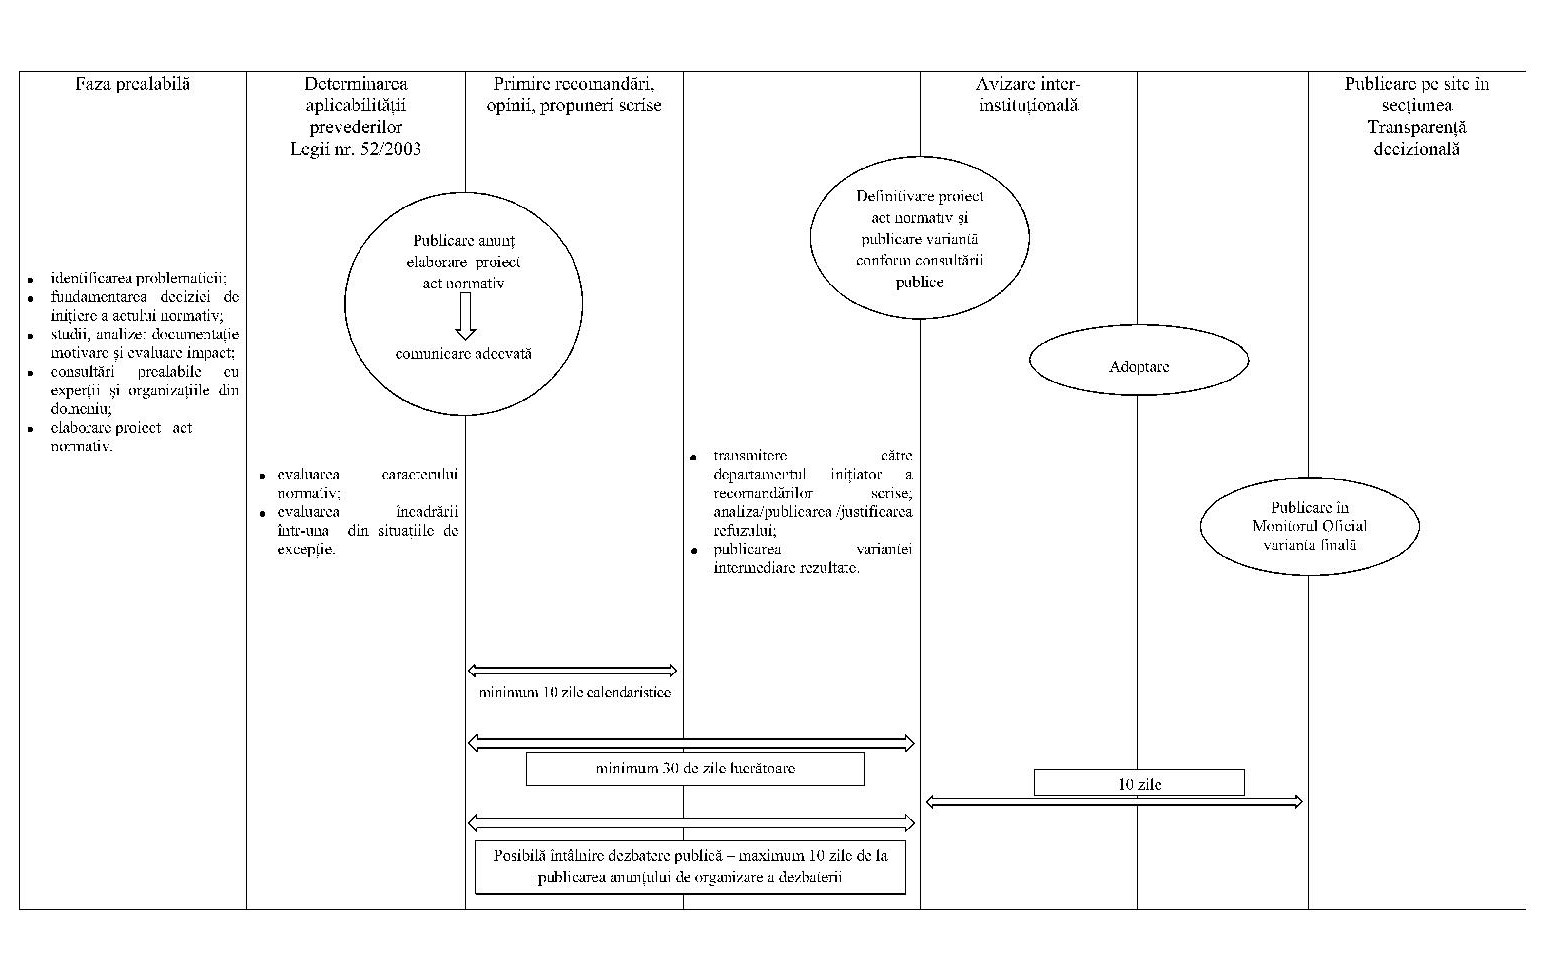 Faza prealabilă
Determinarea
aplicabilității
prevederilor
Legii nr. 52/2003
Primire recomandări,
opinii, propuneri scrise
Avizare inter-
instituțională
Publicare pe site în
secțiunea
Transparență
decizională
Publicare anunț
elaborare proiect
act normativ
comunicare adecvată
Definitivare proiect
act normativ și
publicare variantă
conform consultării
publice
Adoptare
Publicare în
Monitorul Oficial
varianta finală
• identificarea problematicii;
• fundamentarea deciziei de
inițiere a actului normativ;
• studii, analize: documentație
motivare și evaluare impact;
• consultări prealabile cu
experții și organizațiile din
domeniu;
• elaborare proiect act
normativ.
• evaluarea caracterului
normativ;
• evaluarea încadrării
într-una din situațiile de
excepție.
• transmitere către
departamentul inițiator a
recomandărilor scrise;
analiza/publicarea /justificarea
refuzului;
• publicarea variantei
intermediare rezultate.
minimum 10 zile calendaristice
minimum 30 de zile lucrătoare
10 zile
Posibilă întâlnire dezbatere publică – maximum 10 zile de la
publicarea anunțului de organizare a dezbaterii